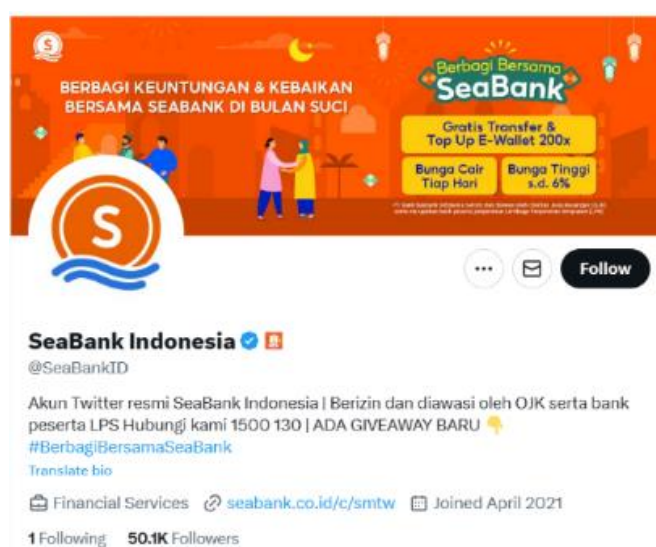 S
BERBAGI KEUNTUNGAN & KEBAIKAN
BERSAMA SEABANK DI BULAN SUCI
Berbagi Bersama
SeaBank
Gratis Transfer &
Top Up E-Wallet 200x
Bunga Cair
Tiap Hari
Bunga Tinggi
s.d. 6%
S
Follow
SeaBank Indonesia
@SeaBankID
Akun Twitter resmi SeaBank Indonesia | Berizin dan diawasi oleh OJK serta bank
peserta LPS Hubungi kami 1500 130 | ADA GIVEAWAY BARU 👇
#BerbagiBersamaSeaBank
Translate bio
Financial Services seabank.co.id/c/smtw Joined April 2021
1 Following 50.1K Followers